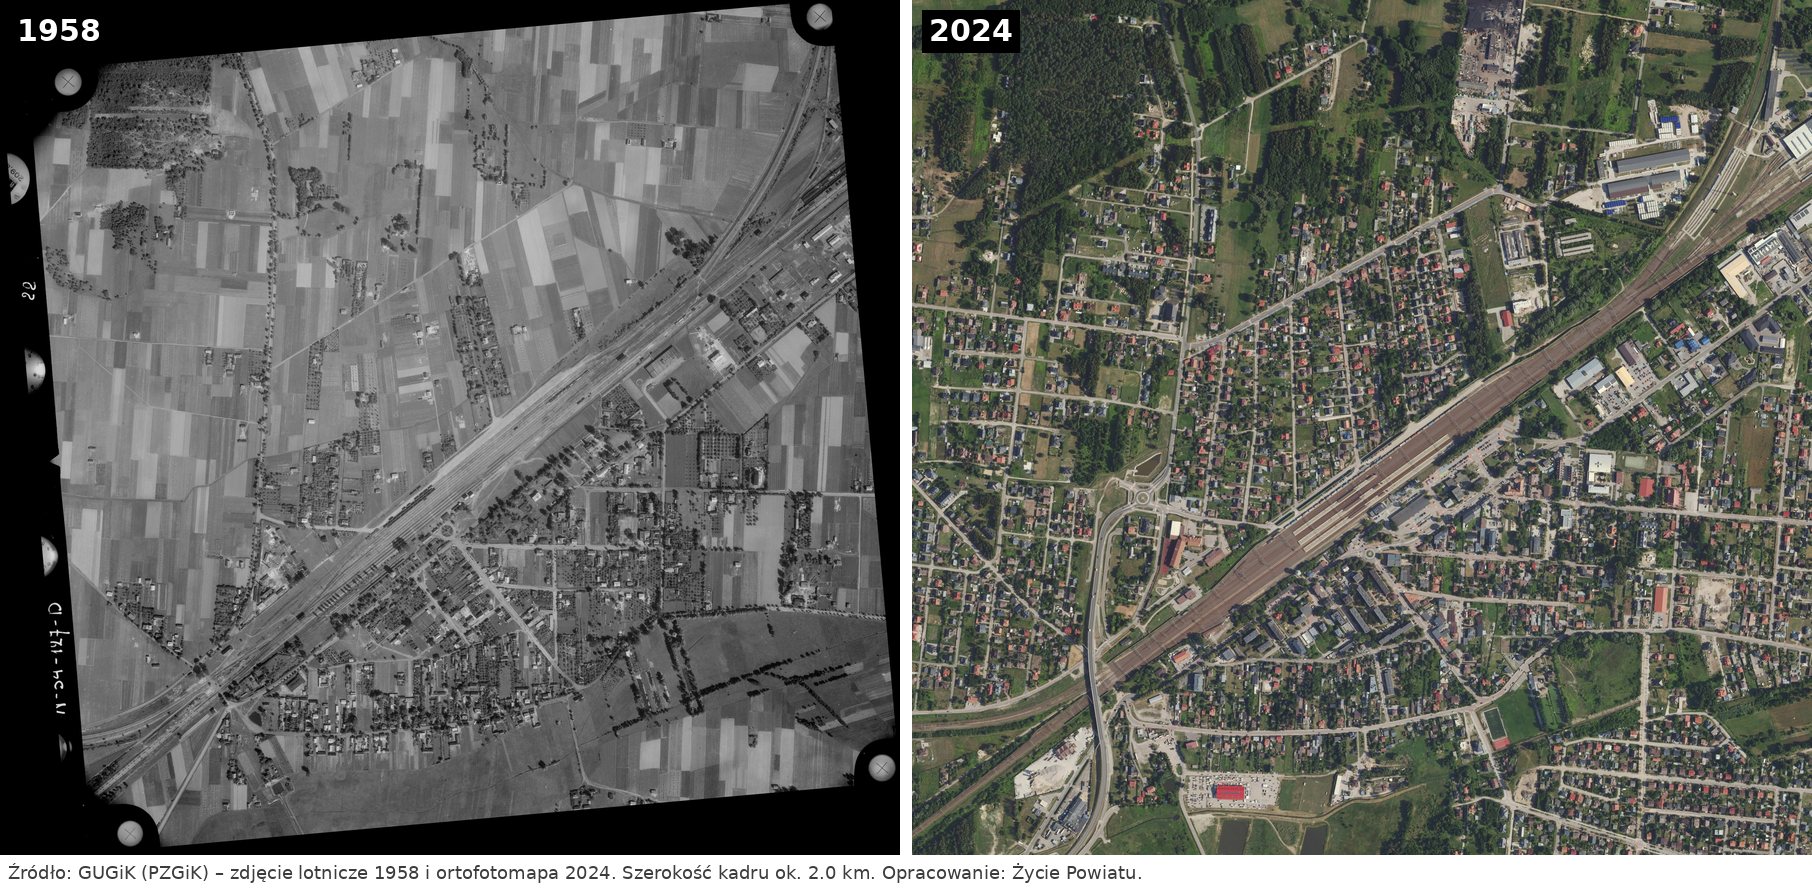 1958
2024
22
Źródło: GUGiK (PZGiK) – zdjęcie lotnicze 1958 i ortofotomapa 2024. Szerokość kadru ok. 2.0 km. Opracowanie: Życie Powiatu.